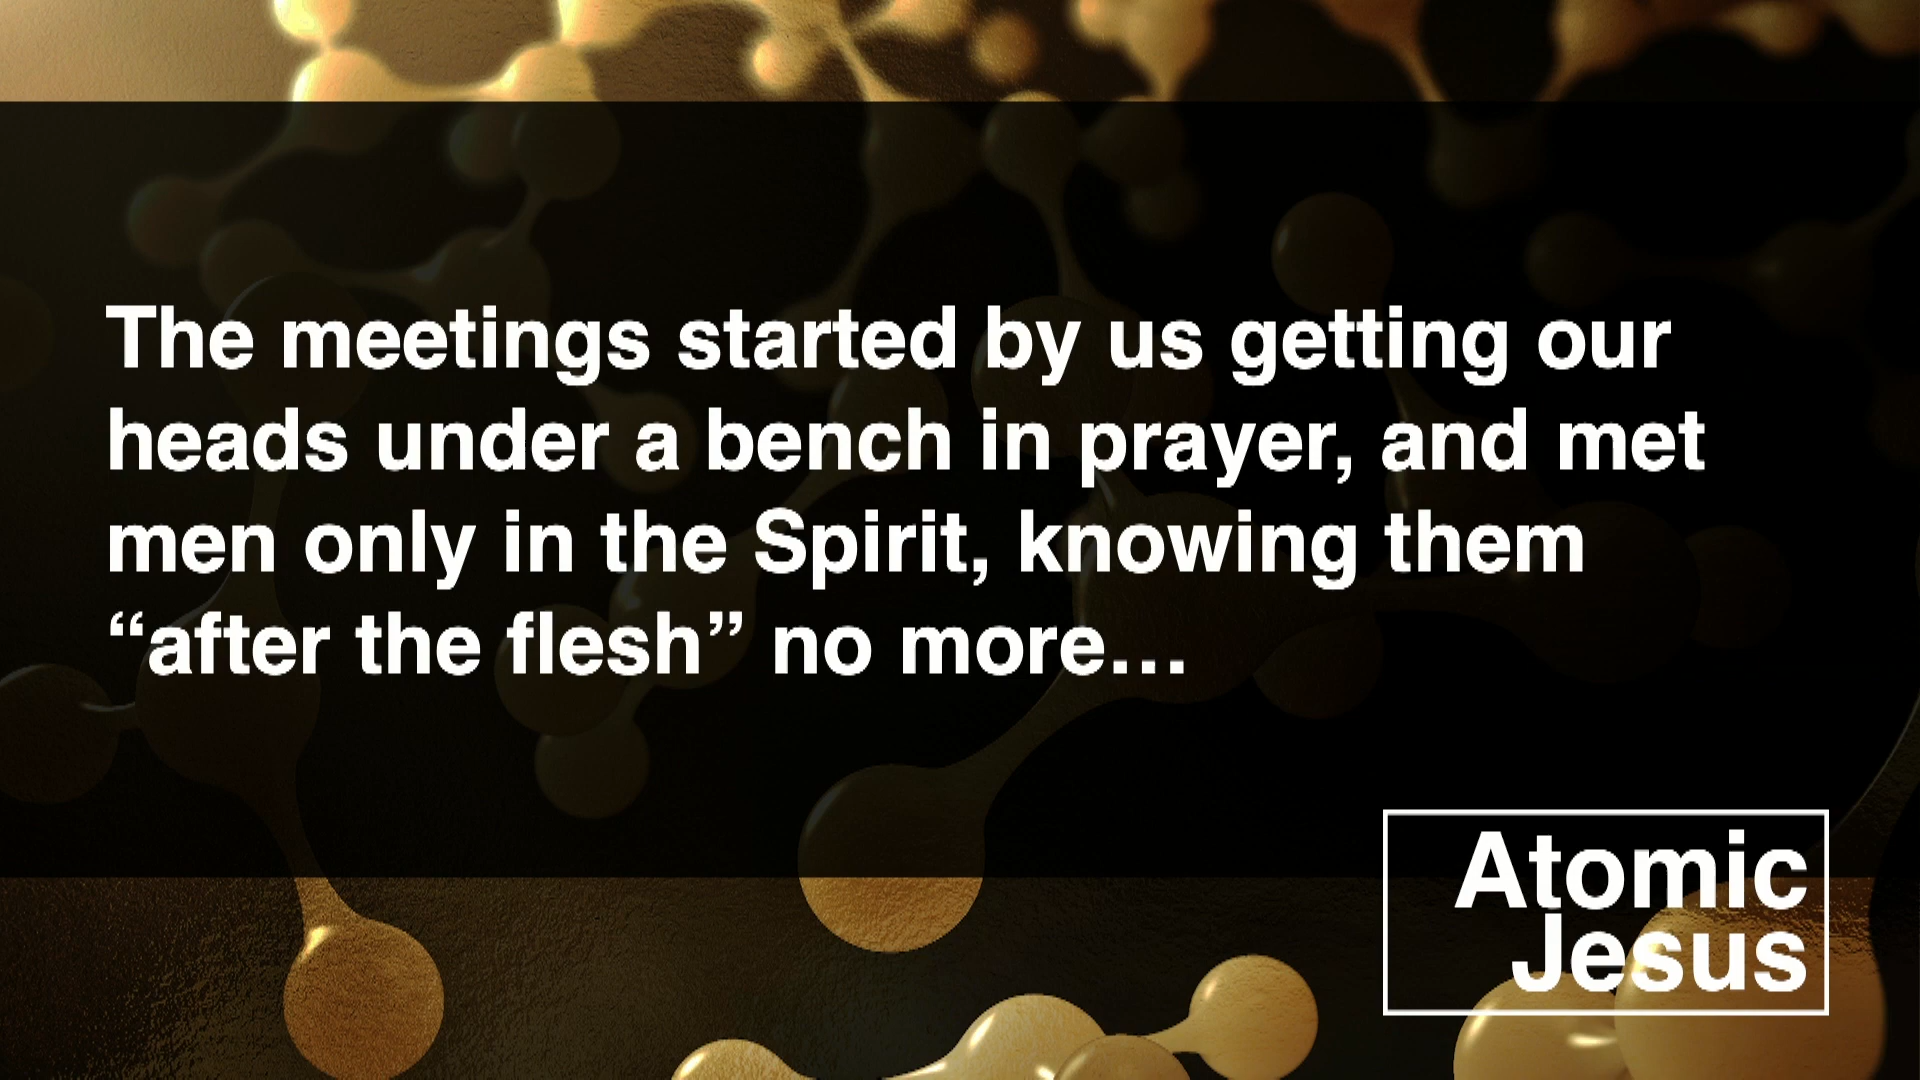 The meetings started by us getting our
heads under a bench in prayer, and met
men only in the Spirit, knowing them
“after the flesh” no more…
Atomic
Jesus